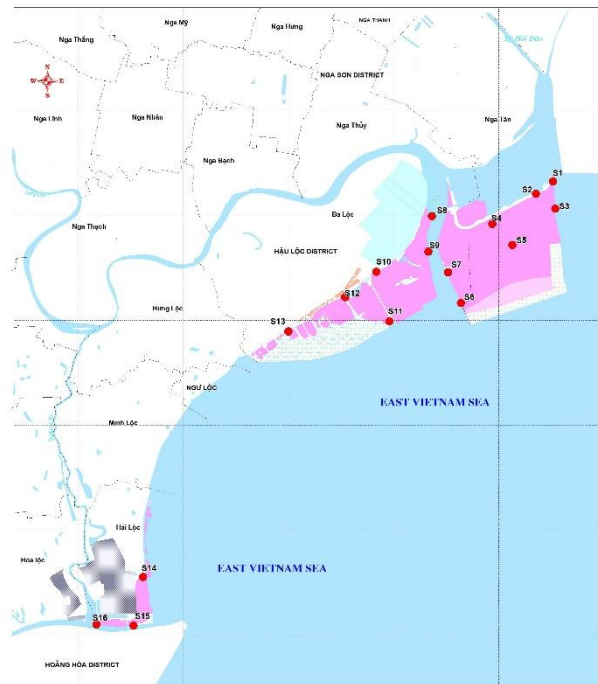 Nga Mỹ
Nga Hưng
NGA THANH
Nga Thắng
NGA SƠN DISTRICT
N
W E
S
Nga Lĩnh
Nga Nhân
Nga Thủy
Nga Tân
Nga Bạch
S1
S2
S3
Đa Lộc
S8
S4
Nga Thạch
S5
HẬU LỘC DISTRICT
S9
S10
S7
S12
S6
Hưng Lộc
S13
S11
NGƯ LỘC
EAST VIETNAM SEA
Minh Lộc
Hải Lộc
Hòa lộc
S14
EAST VIETNAM SEA
S16
S15
HOẰNG HÓA DISTRICT